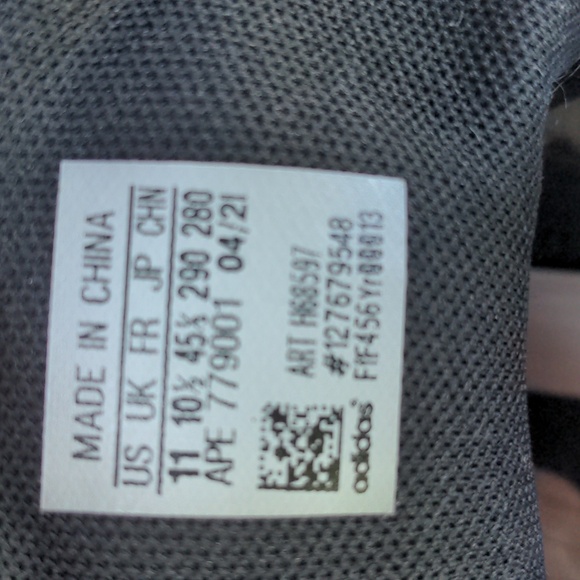 MADE IN CHINA
US UK FR JP CHN
11 10½ 45⅓ 290 280
APE 779001 04/21
ART H68597
#127679548
F1F456Yr00013
adidas